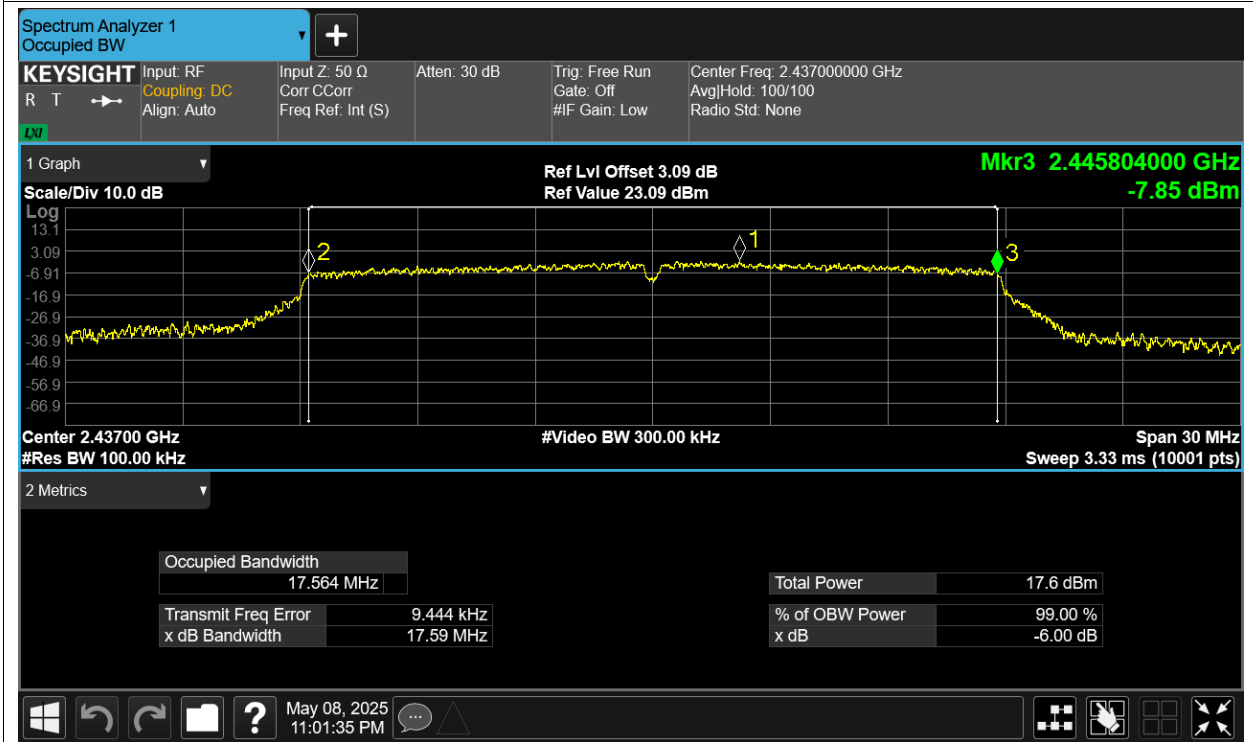 Spectrum Analyzer 1
Occupied BW
KEYSIGHT
R T
LXI
Input: RF
Coupling: DC
Align: Auto
Input Z: 50 Ω
Corr CCorr
Freq Ref: Int (S)
Atten: 30 dB
Trig: Free Run
Gate: Off
#IF Gain: Low
Center Freq: 2.437000000 GHz
Avg|Hold: 100/100
Radio Std: None
1 Graph
Scale/Div 10.0 dB
Ref Lvl Offset 3.09 dB
Ref Value 23.09 dBm
Mkr3 2.445804000 GHz
-7.85 dBm
Log
13.1
3.09
-6.91
-16.9
-26.9
-36.9
-46.9
-56.9
-66.9
2
1
3
Center 2.43700 GHz
#Res BW 100.00 kHz
#Video BW 300.00 kHz
Span 30 MHz
Sweep 3.33 ms (10001 pts)
2 Metrics
Occupied Bandwidth
17.564 MHz
Transmit Freq Error 9.444 kHz
x dB Bandwidth 17.59 MHz
Total Power 17.6 dBm
% of OBW Power 99.00 %
x dB -6.00 dB
?
May 08, 2025
11:01:35 PM